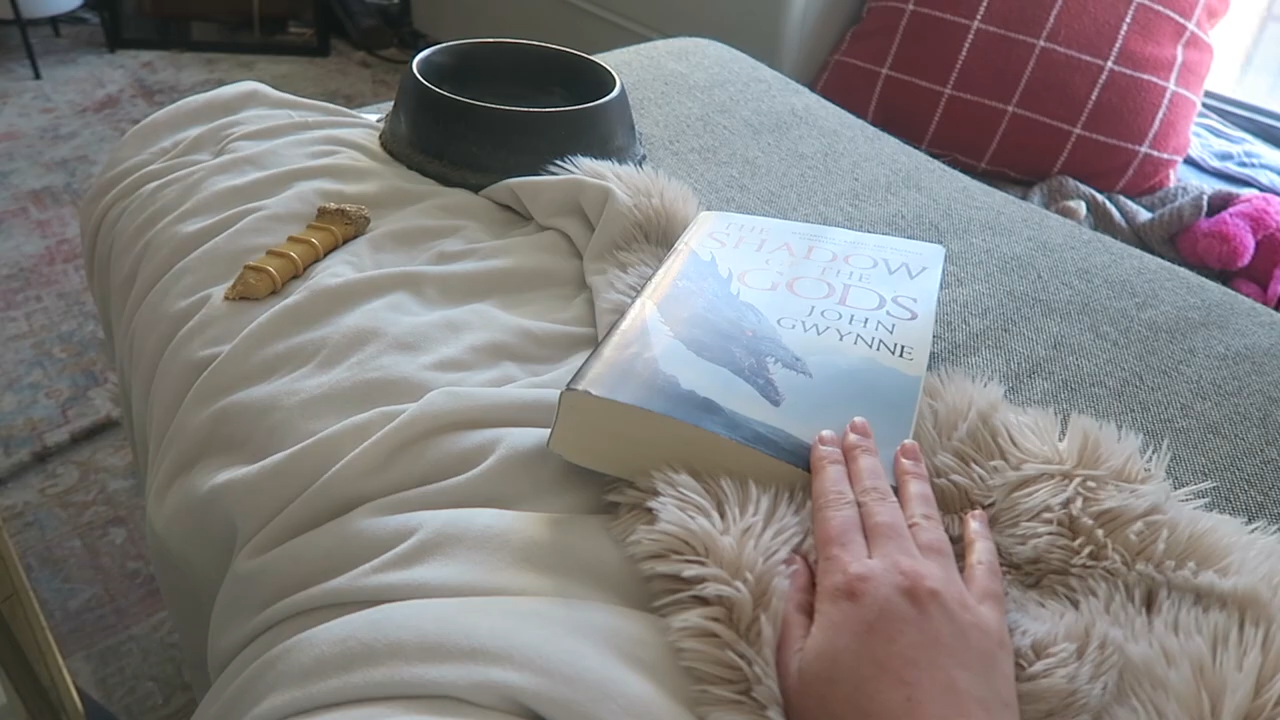 THE
SHADOW
OF THE
GODS
JOHN
GWYNNE